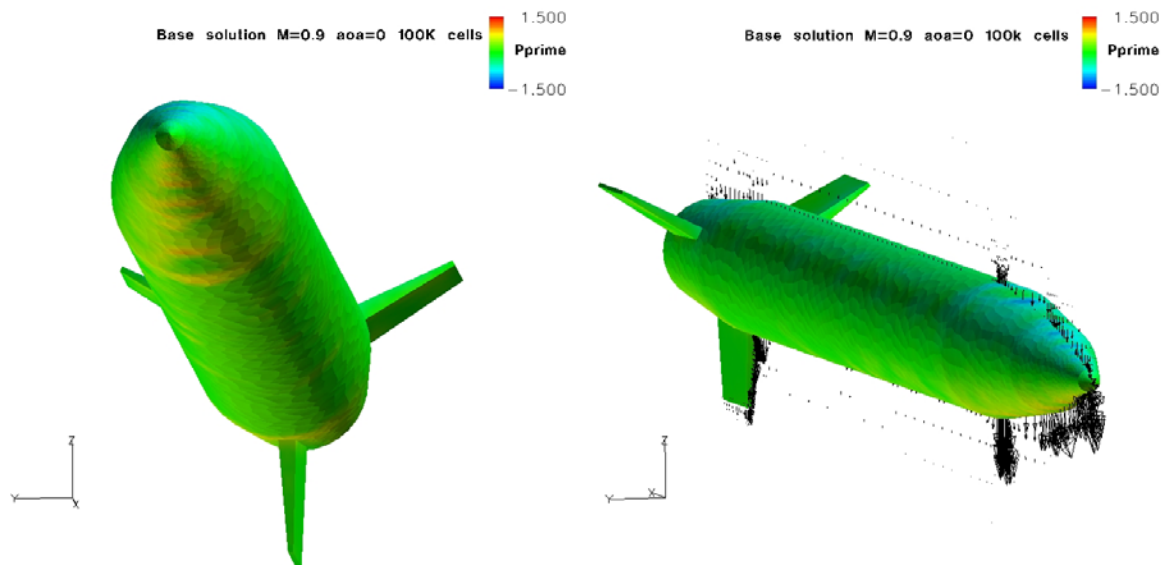 1.500
Base solution M=0.9 aoa=0 100K cells
Pprime
-1.500
Z
Y
X
1.500
Base solution M=0.9 aoa=0 100k cells
Pprime
-1.500
Z
X
Y